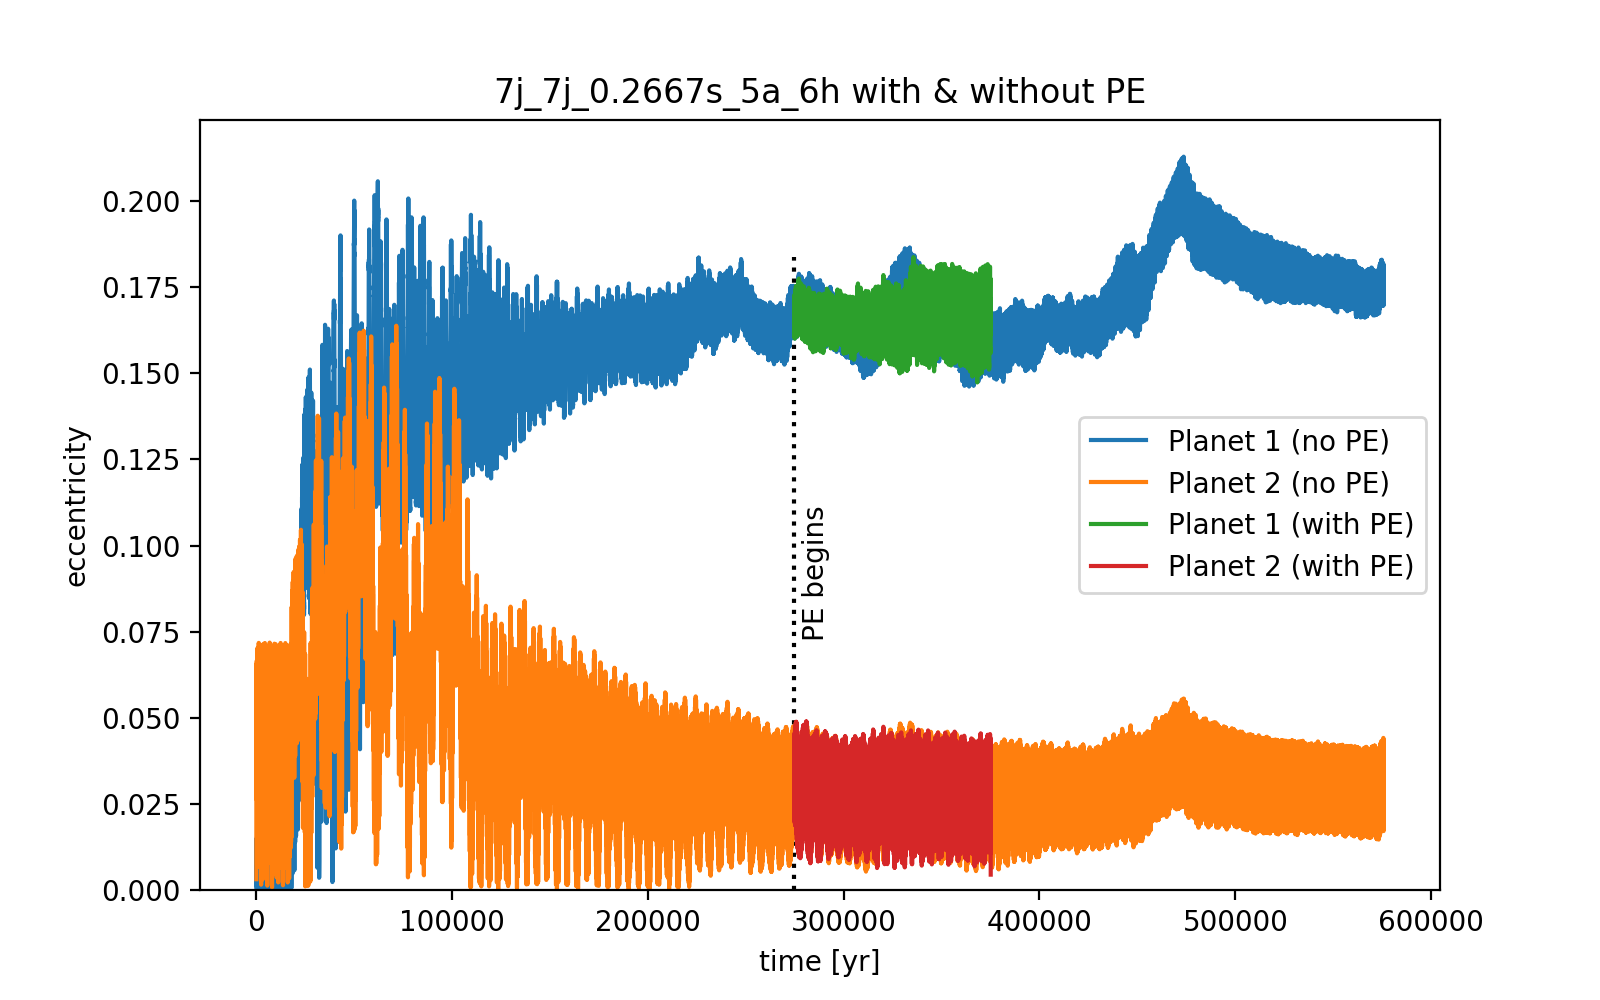 7j_7j_0.2667s_5a_6h with & without PE
eccentricity
0.200
0.175
0.150
0.125
0.100
0.075
0.050
0.025
0.000
PE begins
Planet 1 (no PE)
Planet 2 (no PE)
Planet 1 (with PE)
Planet 2 (with PE)
0
100000
200000
300000
400000
500000
600000
time [yr]